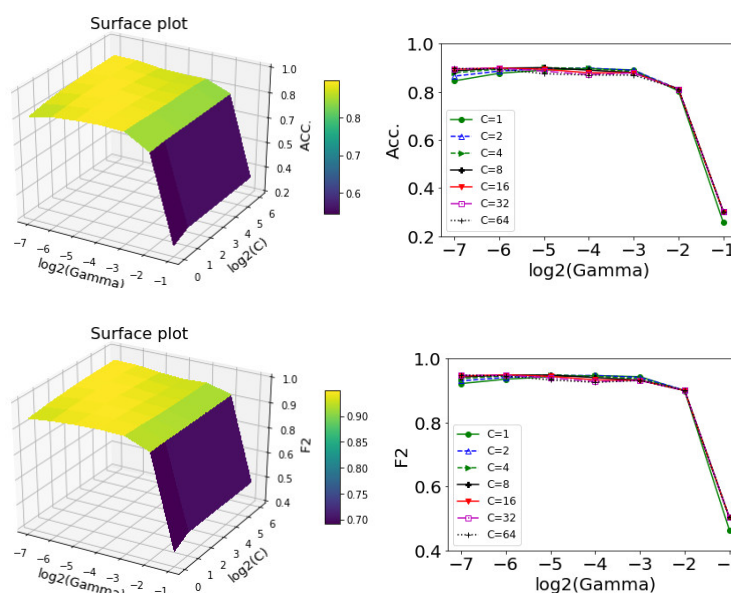 Surface plot
1.0
0.9
0.7
0.6
0.4
0.3
0.2
ACC.
0.8
0.7
0.6
−7
−6
−5
−4
−3
−2
−1
log2(Gamma)
0
1
2
3
4
5
6
log2(C)
1.0
0.8
0.6
0.4
0.2
Acc.
C=1
C=2
C=4
C=8
C=16
C=32
C=64
−7 −6 −5 −4 −3 −2 −1
log2(Gamma)
Surface plot
1.0
0.9
0.8
0.7
0.6
0.5
0.4
F2
0.90
0.85
0.80
0.75
0.70
−7
−6
−5
−4
−3
−2
−1
log2(Gamma)
0
1
2
3
4
5
6
log2(C)
1.0
0.8
0.6
0.4
F2
C=1
C=2
C=4
C=8
C=16
C=32
C=64
−7 −6 −5 −4 −3 −2
log2(Gamma)